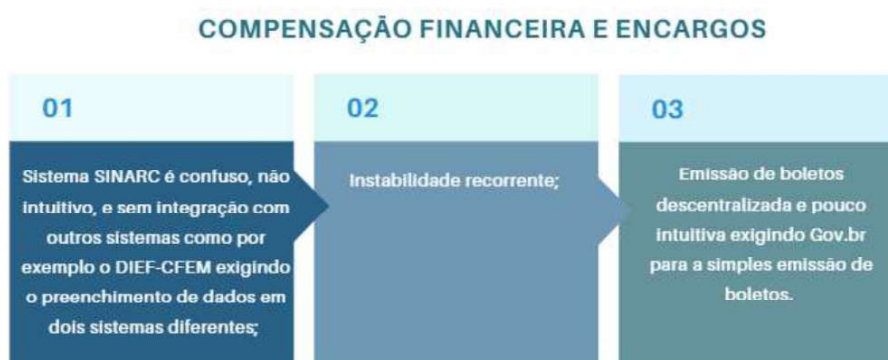 COMPENSAÇÃO FINANCEIRA E ENCARGOS
01
Sistema SINARC é confuso, não
intuitivo, e sem integração com
outros sistemas como por
exemplo o DIEF-CFEM exigindo
o preenchimento de dados em
dois sistemas diferentes;
02
Instabilidade recorrente;
03
Emissão de boletos
descentralizada e pouco
intuitiva exigindo Gov.br
para a simples emissão de
boletos.